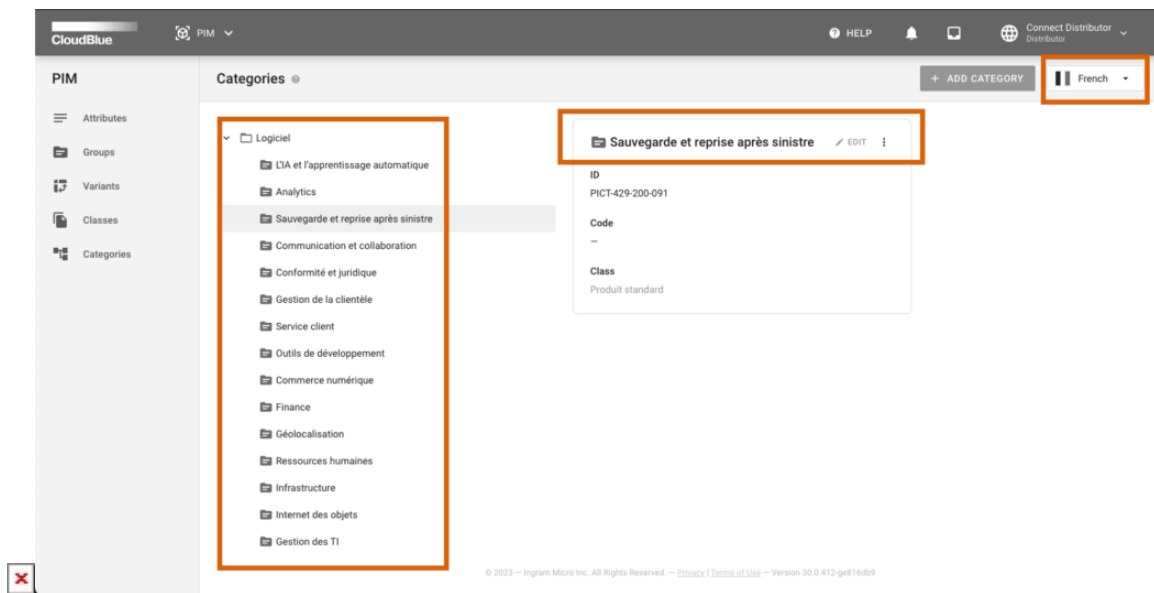 CloudBlue
PIM
HELP
Connect Distributor
Distributor
PIM
Categories
+ ADD CATEGORY
French
Attributes
Groups
Variants
Classes
Categories
Logiciel
L'IA et l'apprentissage automatique
Analytics
Sauvegarde et reprise après sinistre
Communication et collaboration
Conformité et juridique
Gestion de la clientèle
Service client
Outils de développement
Commerce numérique
Finance
Géolocalisation
Ressources humaines
Infrastructure
Internet des objets
Gestion des TI
Sauvegarde et reprise après sinistre
EDIT
ID
PICT-429-200-091
Code
–
Class
Produit standard
© 2023 – Ingram Micro Inc. All Rights Reserved. – Privacy | Terms of Use – Version 30.0.412-ge816db9